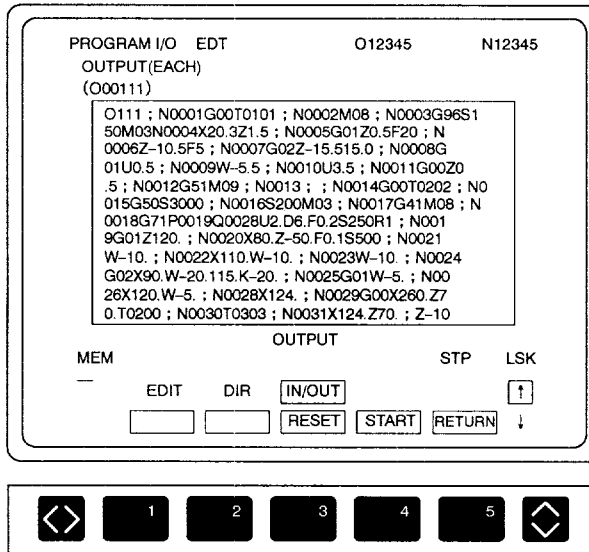 PROGRAM I/O EDT O12345 N12345
OUTPUT(EACH)
(O00111)
O111 ; N0001G00T0101 ; N0002M08 ; N0003G96S1
50M03N0004X20.3Z1.5 ; N0005G01Z0.5F20 ; N
0006Z-10.5F5 ; N0007G02Z-15.515.0 ; N0008G
01U0.5 ; N0009W--5.5 ; N0010U3.5 ; N0011G00Z0
.5 ; N0012G51M09 ; N0013 ; ; N0014G00T0202 ; N0
015G50S3000 ; N0016S200M03 ; N0017G41M08 ; N
0018G71P0019Q0028U2.D6.F0.2S250R1 ; N001
9G01Z120. ; N0020X80.Z-50.F0.1S500 ; N0021
W-10. ; N0022X110.W-10. ; N0023W-10. ; N0024
G02X90.W-20.115.K-20. ; N0025G01W-5. ; N00
26X120.W-5. ; N0028X124. ; N0029G00X260.Z7
0.T0200 ; N0030T0303 ; N0031X124.Z70. ; Z-10
OUTPUT
MEM STP LSK
EDIT DIR IN/OUT ↑
RESET START RETURN ↓
1 2 3 4 5